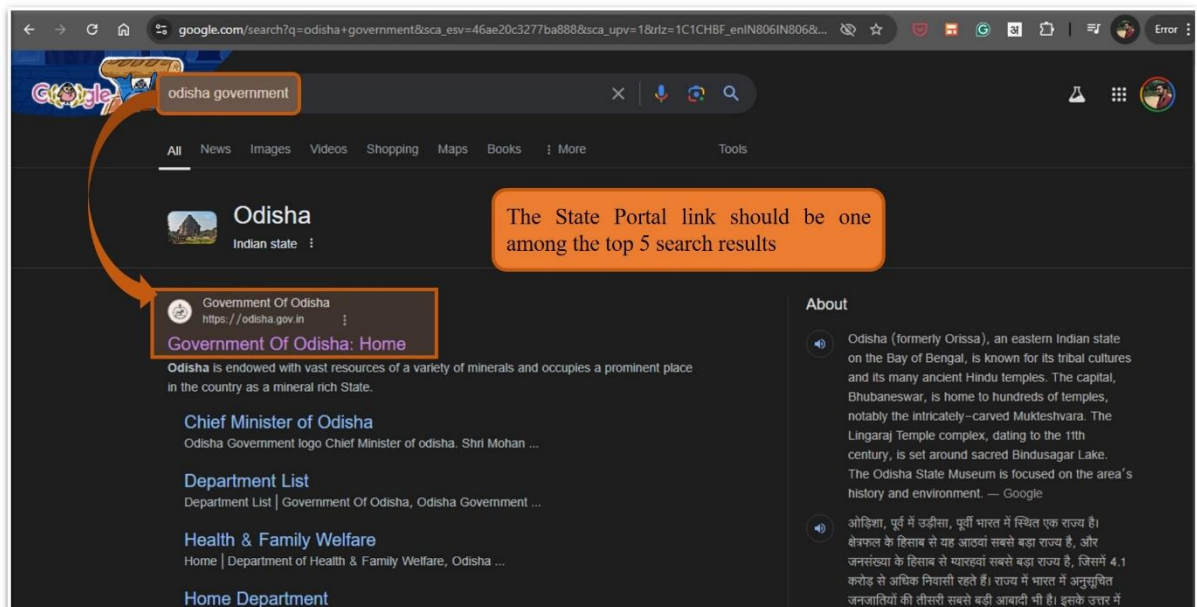 google.com/search?q=odisha+government&sca_esv=46ae20c3277ba888&sca_upv=1&rlz=1C1CHBF_enIN806IN806&...
Error
Google
odisha government
All News Images Videos Shopping Maps Books More Tools
Odisha
Indian state
The State Portal link should be one
among the top 5 search results
Government Of Odisha
https://odisha.gov.in
Government Of Odisha: Home
Odisha is endowed with vast resources of a variety of minerals and occupies a prominent place
in the country as a mineral rich State.
Chief Minister of Odisha
Odisha Government logo Chief Minister of odisha. Shri Mohan ...
Department List
Department List | Government Of Odisha, Odisha Government ...
Health & Family Welfare
Home | Department of Health & Family Welfare, Odisha ...
Home Department
About
Odisha (formerly Orissa), an eastern Indian state
on the Bay of Bengal, is known for its tribal cultures
and its many ancient Hindu temples. The capital,
Bhubaneswar, is home to hundreds of temples,
notably the intricately-carved Mukteshvara. The
Lingaraj Temple complex, dating to the 11th
century, is set around sacred Bindusagar Lake.
The Odisha State Museum is focused on the area's
history and environment. — Google
ओड़िशा, पूर्व में उड़ीसा, पूर्वी भारत में स्थित एक राज्य है।
क्षेत्रफल के हिसाब से यह आठवां सबसे बड़ा राज्य है, और
जनसंख्या के हिसाब से ग्यारहवां सबसे बड़ा राज्य है, जिसमें 4.1
करोड़ से अधिक निवासी रहते हैं। राज्य में भारत में अनुसूचित
जनजातियों की तीसरी सबसे बड़ी आबादी भी है। इसके उत्तर में